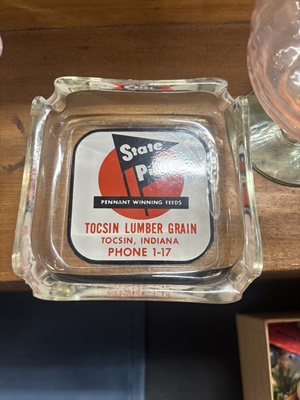 State
PENNANT WINNING FEEDS
TOCSIN LUMBER GRAIN
TOCSIN, INDIANA
PHONE 1-17